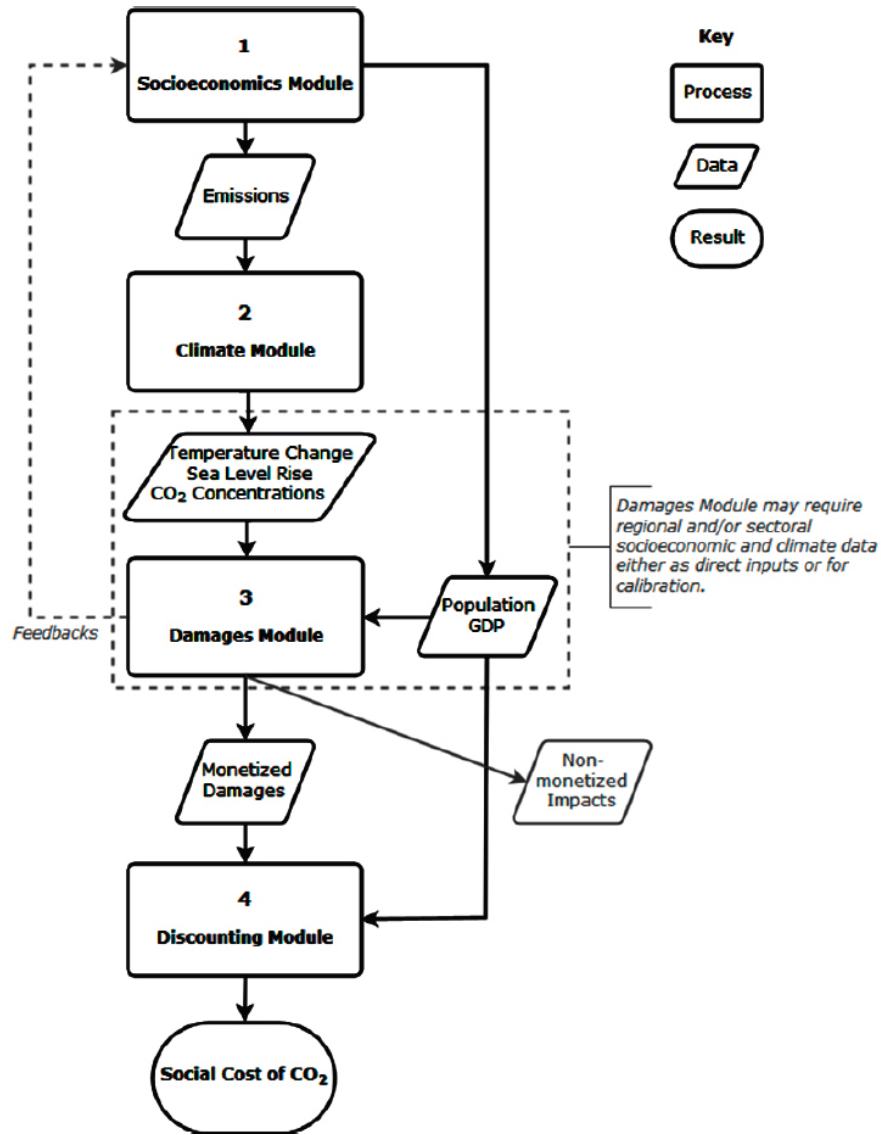 1
Socioeconomics Module
Key
Process
Data
Result
Emissions
2
Climate Module
Temperature Change
Sea Level Rise
CO₂ Concentrations
Damages Module may require
regional and/or sectoral
socioeconomic and climate data
either as direct inputs or for
calibration.
3
Damages Module
Population
GDP
Feedbacks
Monetized
Damages
Non-
monetized
Impacts
4
Discounting Module
Social Cost of CO₂